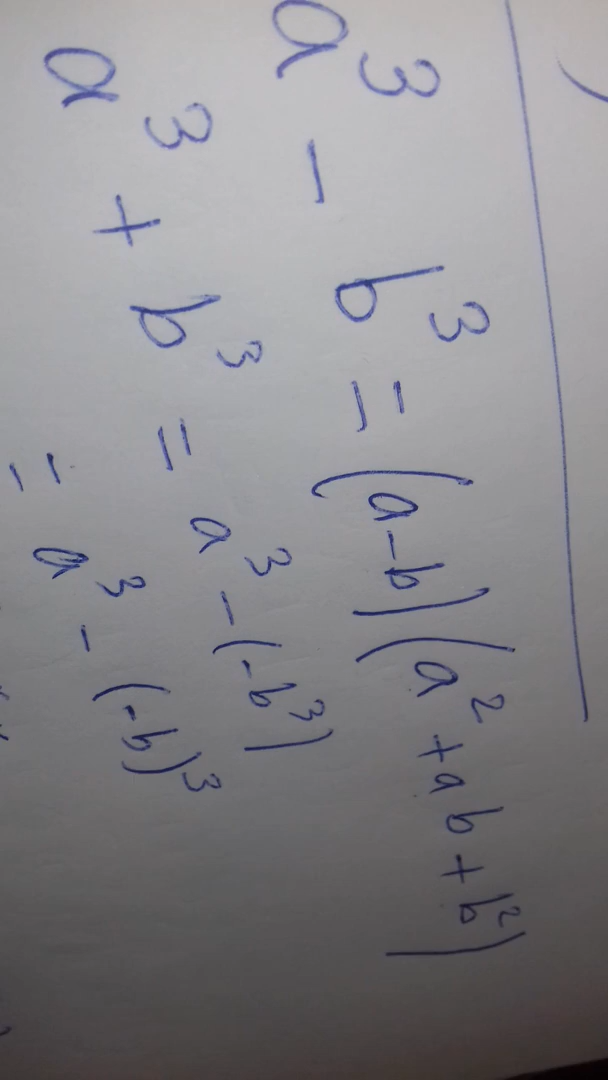 a³ - b³ = (a-b)(a² + ab + b²)
a³ + b³ = a³ - (-b³)
= a³ - (-b)³